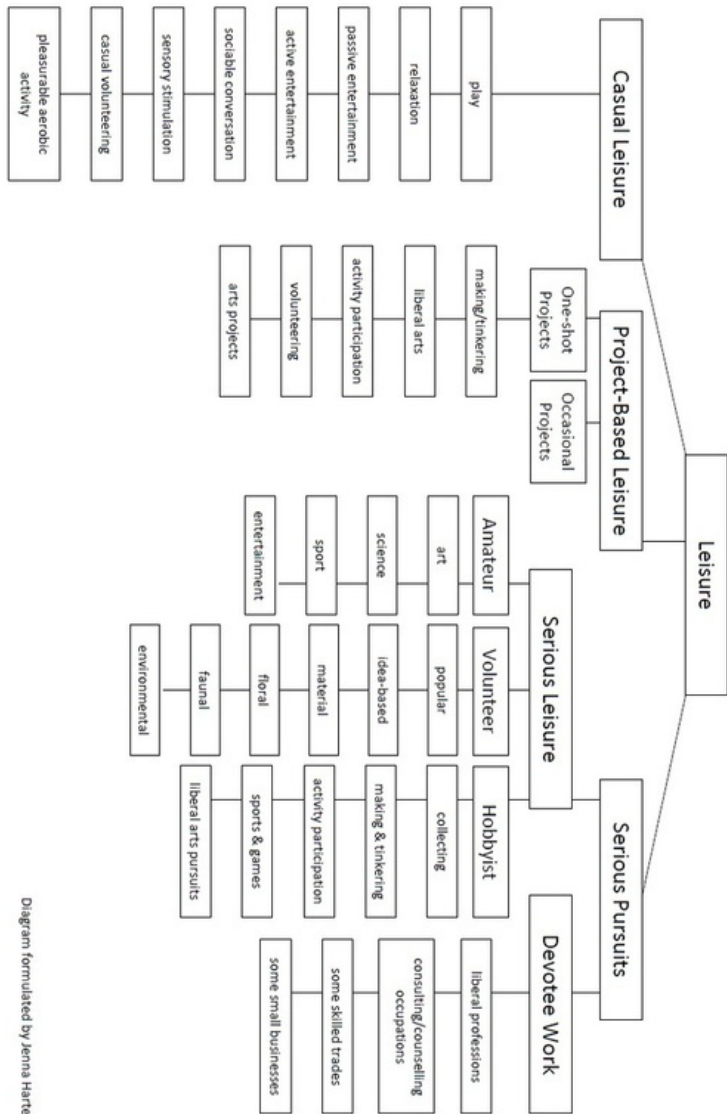 Leisure
Casual Leisure
Project-Based Leisure
Serious Pursuits
play
relaxation
passive entertainment
active entertainment
sociable conversation
sensory stimulation
casual volunteering
pleasurable aerobic
activity
One-shot
Projects
Occasional
Projects
making/tinkering
liberal arts
activity participation
volunteering
arts projects
Serious Leisure
Devotee Work
Amateur
Volunteer
Hobbyist
art
science
sport
entertainment
popular
idea-based
material
floral
faunal
environmental
collecting
making & tinkering
activity participation
sports & games
liberal arts pursuits
liberal professions
consulting/counselling
occupations
some skilled trades
some small businesses
Diagram formulated by Jenna Harte